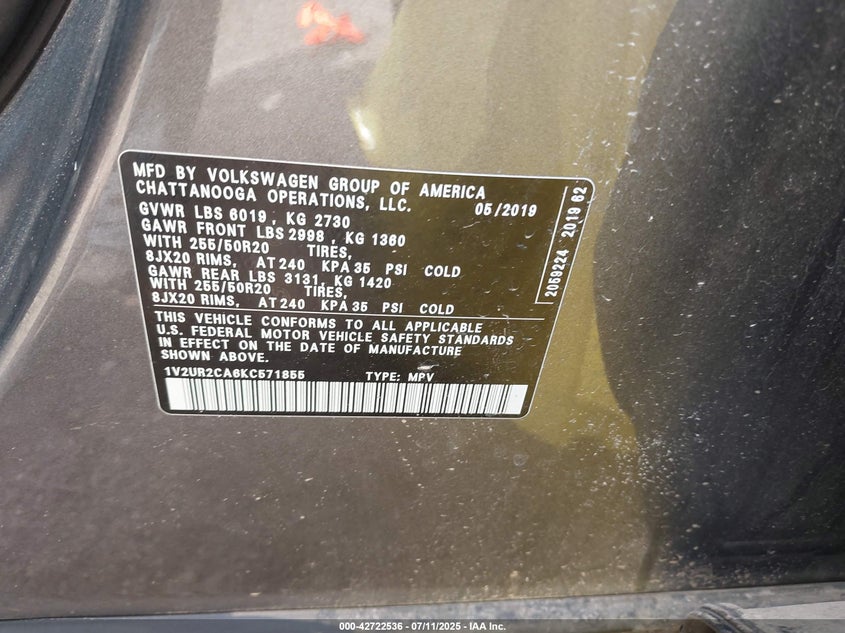 MFD BY VOLKSWAGEN GROUP OF AMERICA
CHATTANOOGA OPERATIONS, LLC. 05/2019
GVWR LBS 6019, KG 2730
GAWR FRONT LBS 2998, KG 1360
WITH 255/50R20 TIRES,
8JX20 RIMS, AT 240 KPA 35 PSI COLD
GAWR REAR LBS 3131, KG 1420
WITH 255/50R20 TIRES,
8JX20 RIMS, AT 240 KPA 35 PSI COLD
THIS VEHICLE CONFORMS TO ALL APPLICABLE
U.S. FEDERAL MOTOR VEHICLE SAFETY STANDARDS
IN EFFECT ON THE DATE OF MANUFACTURE
SHOWN ABOVE.
1V2UR2CA6KC571855 TYPE: MPV
2069224 2019 62
000-42722536 - 07/11/2025 - IAA Inc.